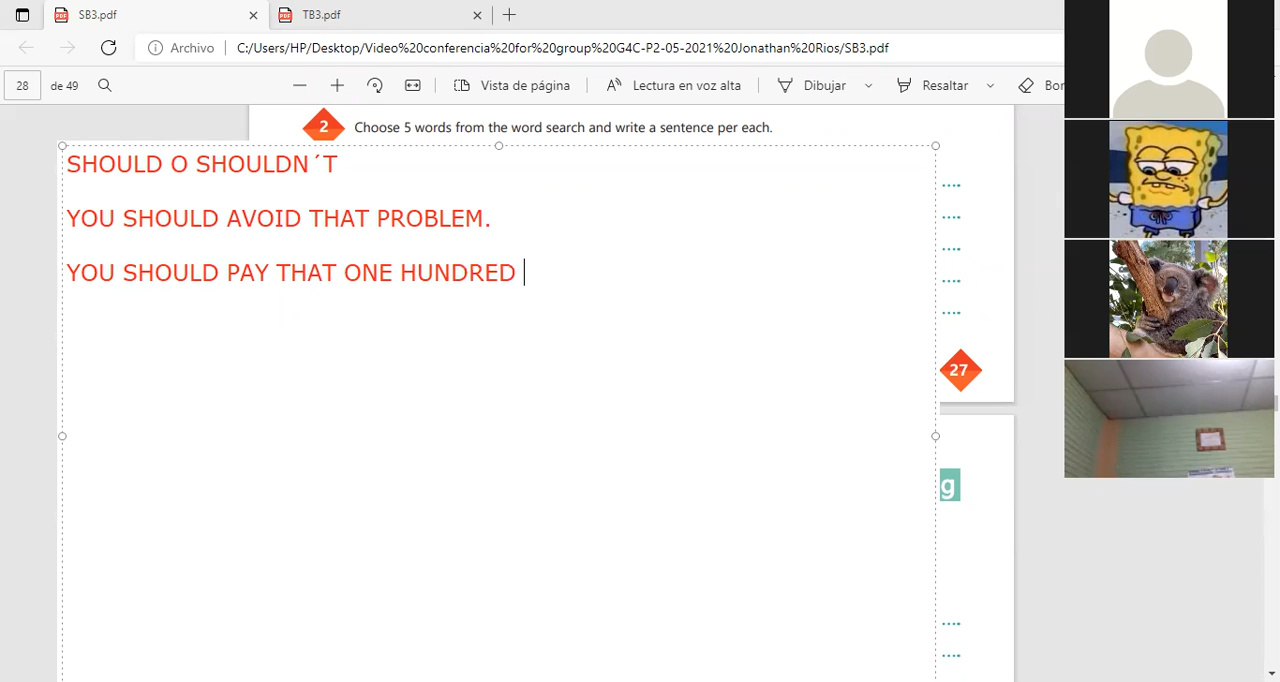 SB3.pdf
TB3.pdf
Archivo
C:/Users/HP/Desktop/Video%20conferencia%20for%20group%20G4C-P2-05-2021%20Jonathan%20Rios/SB3.pdf
28 de 49
Vista de página
Lectura en voz alta
Dibujar
Resaltar
Bor
2 Choose 5 words from the word search and write a sentence per each.
SHOULD O SHOULDN´T
YOU SHOULD AVOID THAT PROBLEM.
YOU SHOULD PAY THAT ONE HUNDRED
27
g